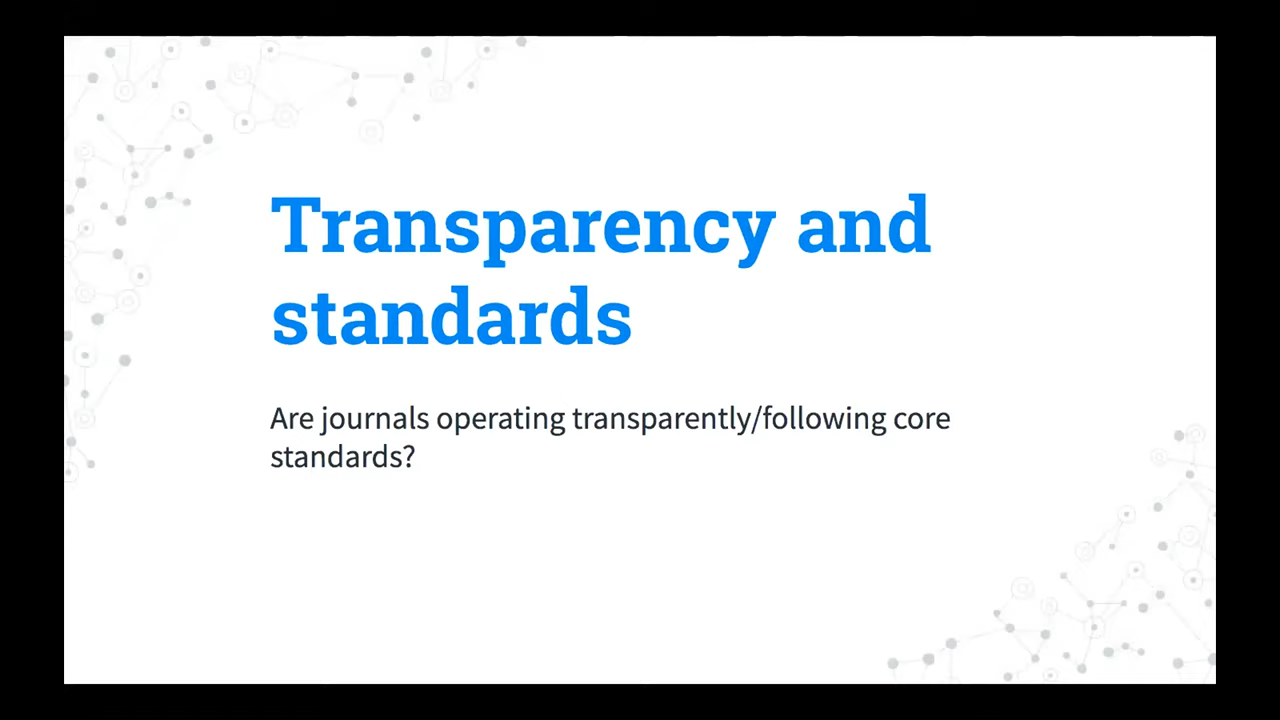 Transparency and
standards
Are journals operating transparently/following core
standards?